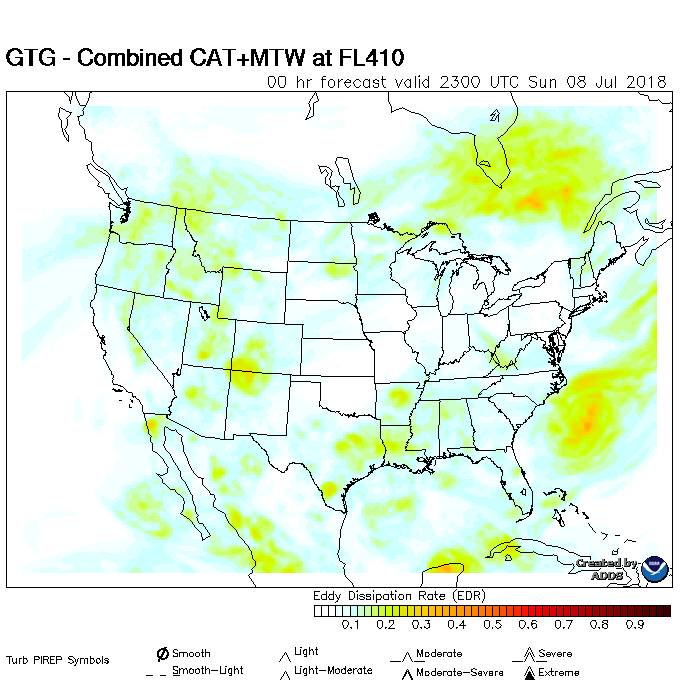 GTG - Combined CAT+MTW at FL410
00 hr forecast valid 2300 UTC Sun 08 Jul 2018
Created by
ADDS
Eddy Dissipation Rate (EDR)
0.1 0.2 0.3 0.4 0.5 0.6 0.7 0.8 0.9
Turb PIREP Symbols
Smooth Light Moderate Severe
Smooth-Light Light-Moderate Moderate-Severe Extreme